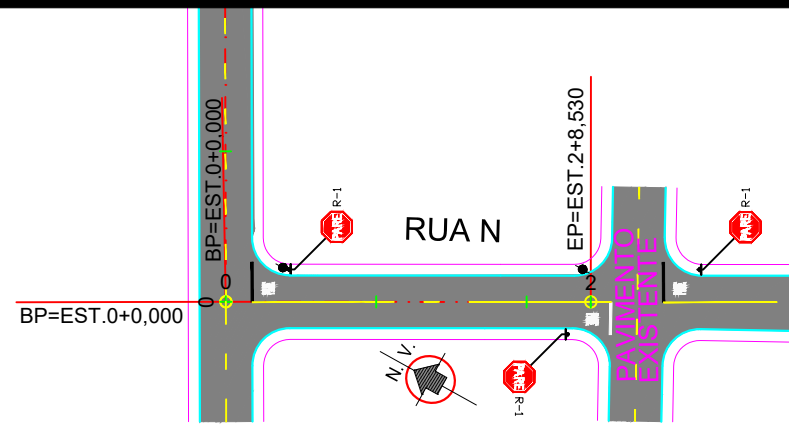 BP=EST.0+0,000
EP=EST.2+8,530
PARE
R-1
PARE
R-1
RUA N
0
0
2
BP=EST.0+0,000
PAVIMENTO
EXISTENTE
N. V.
PARE
R-1